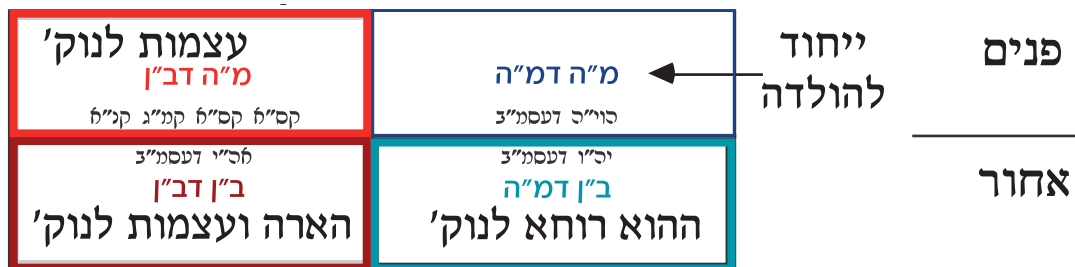 פנים
ייחוד
להולדה
מ"ה דמ"ה
הוי"ה דעסמ"ב
עצמות לנוק'
מ"ה דב"ן
קס"א קס"א קמ"ג קנ"א
אחור
יה"ו דעסמ"ב
ב"ן דמ"ה
ההוא רוחא לנוק'
אה"י דעסמ"ב
ב"ן דב"ן
הארה ועצמות לנוק'